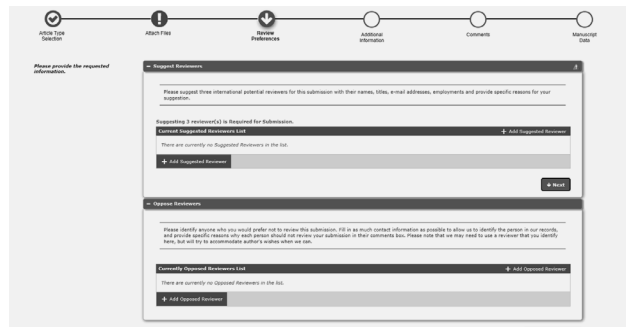 Article Type
Selection
Attach Files
Review
Preferences
Additional
Information
Comments
Manuscript
Data
Please provide the requested
information.
− Suggest Reviewers
Please suggest three international potential reviewers for this submission with their names, titles, e-mail addresses, employments and provide specific reasons for your
suggestion.
Suggesting 3 reviewer(s) is Required for Submission.
Current Suggested Reviewers List
+ Add Suggested Reviewer
There are currently no Suggested Reviewers in the list.
+ Add Suggested Reviewer
Next
− Oppose Reviewers
Please identify anyone who you would prefer not to review this submission. Fill in as much contact information as possible to allow us to identify the person in our records,
and provide specific reasons why each person should not review your submission in their comments box. Please note that we may need to use a reviewer that you identify
here, but will try to accommodate author's wishes when we can.
Currently Opposed Reviewers List
+ Add Opposed Reviewer
There are currently no Opposed Reviewers in the list.
+ Add Opposed Reviewer